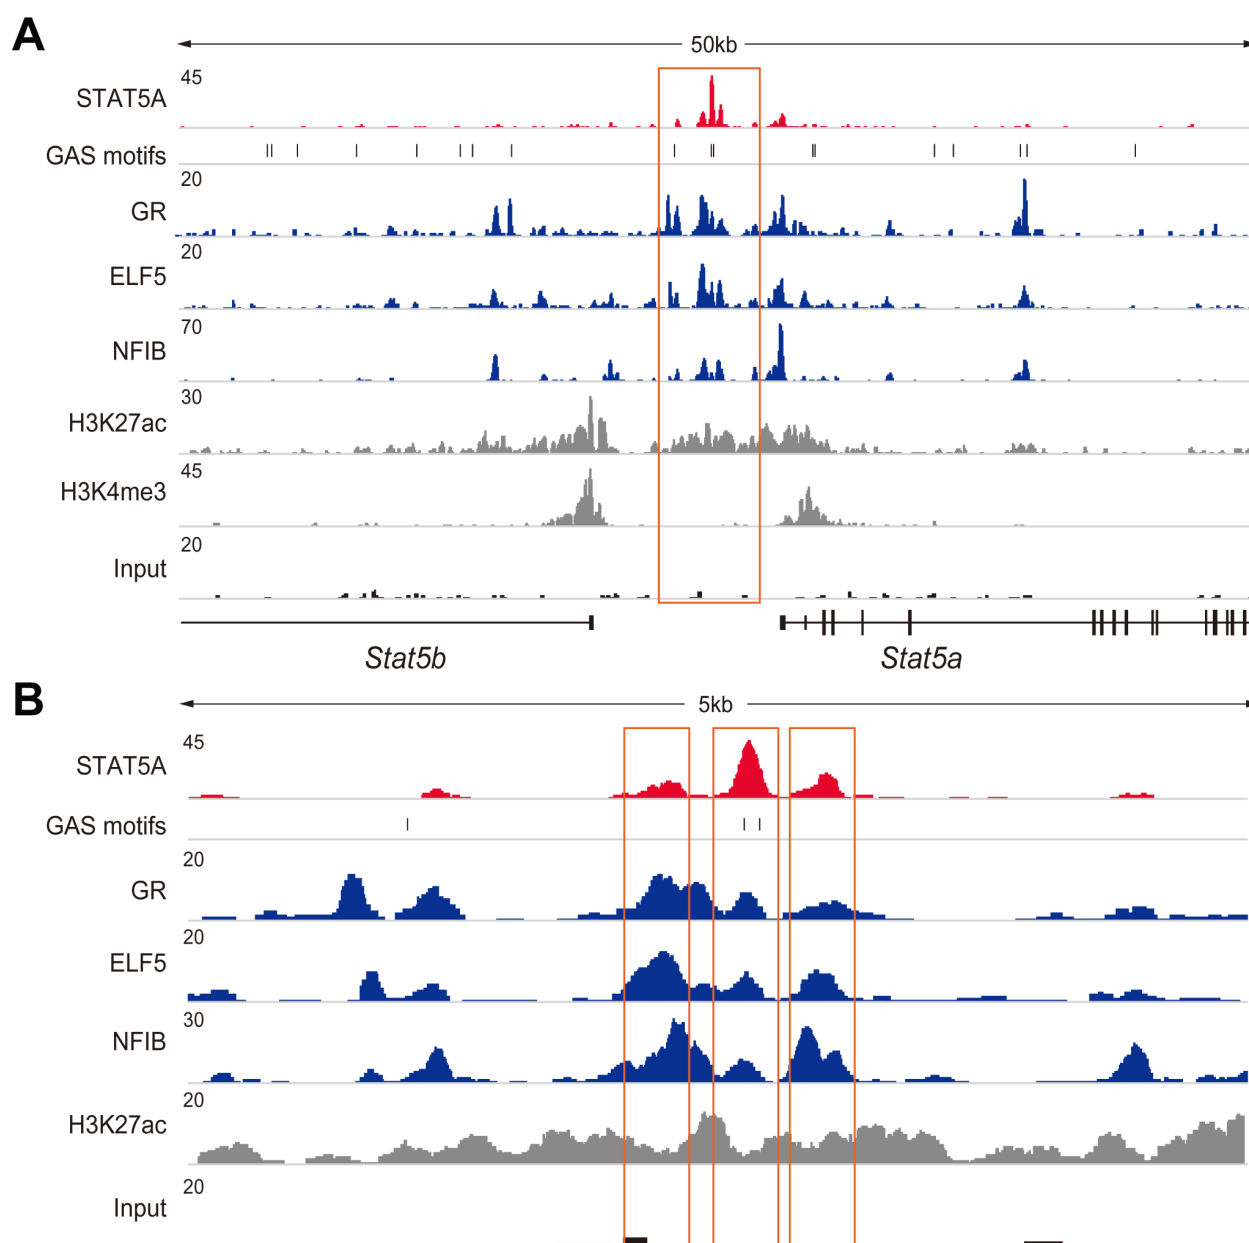 A
50kb
STAT5A 45
GAS motifs
GR 20
ELF5 20
NFIB 70
H3K27ac 30
H3K4me3 45
Input 20
Stat5b Stat5a
B
5kb
STAT5A 45
GAS motifs
GR 20
ELF5 20
NFIB 30
H3K27ac 20
Input 20